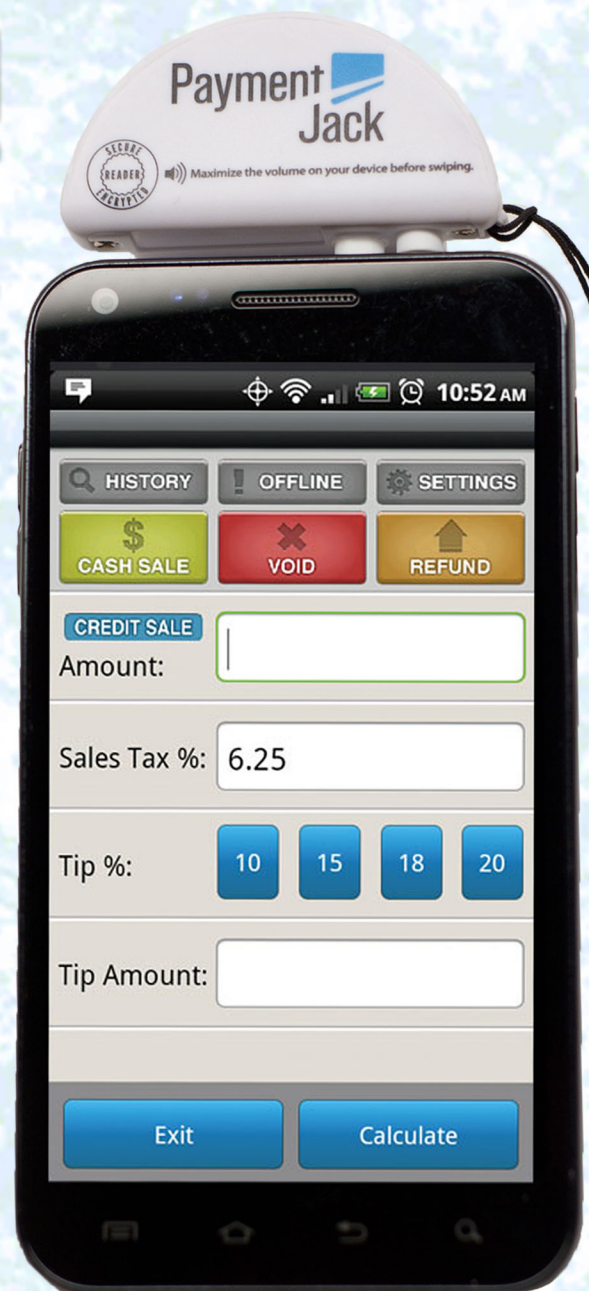 Payment
Jack
SECURE
READER
ENCRYPTED
Maximize the volume on your device before swiping.
10:52 AM
HISTORY
OFFLINE
SETTINGS
$
CASH SALE
VOID
REFUND
CREDIT SALE
Amount:
Sales Tax %: 6.25
Tip %: 10 15 18 20
Tip Amount:
Exit
Calculate